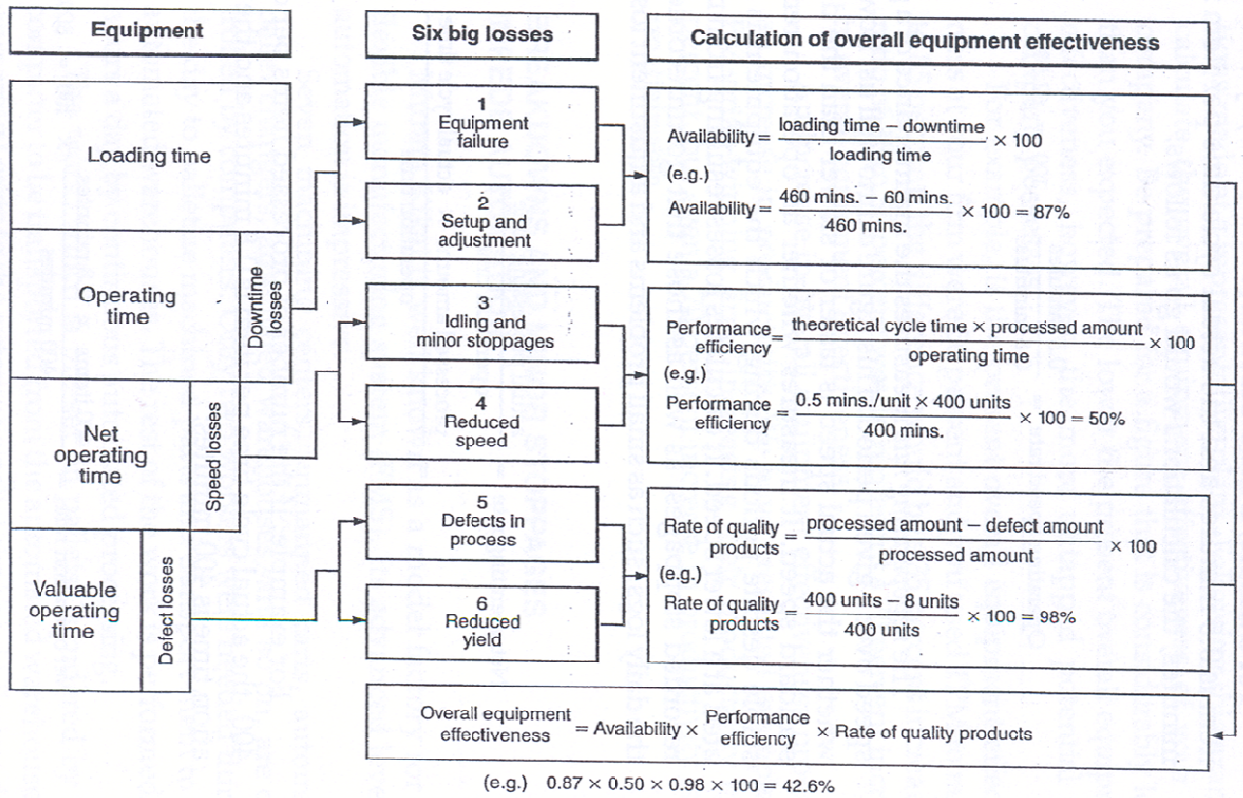 Equipment
Six big losses
Calculation of overall equipment effectiveness
Loading time
Operating
time
Downtime
losses
Net
operating
time
Speed losses
Valuable
operating
time
Defect losses
1
Equipment
failure
2
Setup and
adjustment
3
Idling and
minor stoppages
4
Reduced
speed
5
Defects in
process
6
Reduced
yield
Availability = loading time − downtime / loading time × 100
(e.g.)
Availability = 460 mins. − 60 mins. / 460 mins. × 100 = 87%
Performance efficiency = theoretical cycle time × processed amount / operating time × 100
(e.g.)
Performance efficiency = 0.5 mins./unit × 400 units / 400 mins. × 100 = 50%
Rate of quality products = processed amount − defect amount / processed amount × 100
(e.g.)
Rate of quality products = 400 units − 8 units / 400 units × 100 = 98%
Overall equipment effectiveness = Availability × Performance efficiency × Rate of quality products
(e.g.) 0.87 × 0.50 × 0.98 × 100 = 42.6%